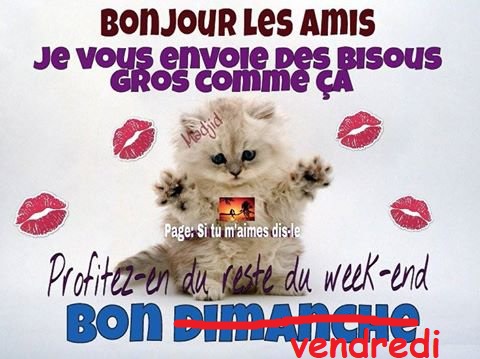 BONJOUR LES AMIS
JE VOUS ENVOIE DES BISOUS
GROS COMME ÇA
Madjid
Page: Si tu m'aimes dis-le
Profitez-en du reste du week-end
BON DIMANCHE
vendredi